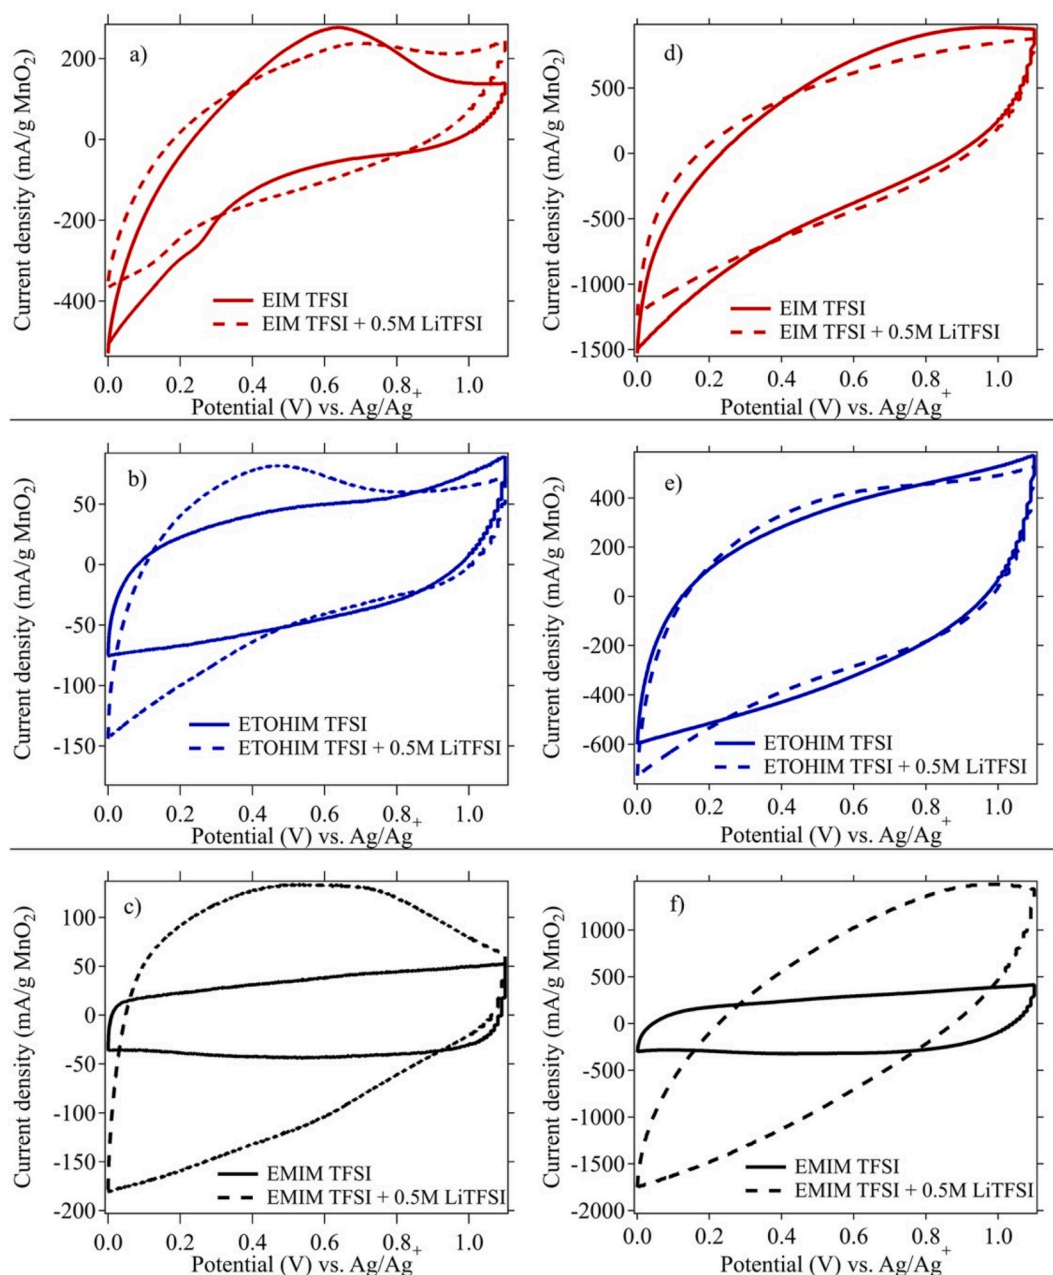 a)
Current density (mA/g MnO2)
200
0
-200
-400
EIM TFSI
EIM TFSI + 0.5M LiTFSI
0.0 0.2 0.4 0.6 0.8 1.0
Potential (V) vs. Ag/Ag+
d)
Current density (mA/g MnO2)
500
0
-500
-1000
-1500
EIM TFSI
EIM TFSI + 0.5M LiTFSI
0.0 0.2 0.4 0.6 0.8 1.0
Potential (V) vs. Ag/Ag+
b)
Current density (mA/g MnO2)
50
0
-50
-100
-150
ETOHIM TFSI
ETOHIM TFSI + 0.5M LiTFSI
0.0 0.2 0.4 0.6 0.8 1.0
Potential (V) vs. Ag/Ag+
e)
Current density (mA/g MnO2)
400
200
0
-200
-400
-600
ETOHIM TFSI
ETOHIM TFSI + 0.5M LiTFSI
0.0 0.2 0.4 0.6 0.8 1.0
Potential (V) vs. Ag/Ag+
c)
Current density (mA/g MnO2)
100
50
0
-50
-100
-150
-200
EMIM TFSI
EMIM TFSI + 0.5M LiTFSI
0.0 0.2 0.4 0.6 0.8 1.0
Potential (V) vs. Ag/Ag+
f)
Current density (mA/g MnO2)
1000
500
0
-500
-1000
-1500
-2000
EMIM TFSI
EMIM TFSI + 0.5M LiTFSI
0.0 0.2 0.4 0.6 0.8 1.0
Potential (V) vs. Ag/Ag+